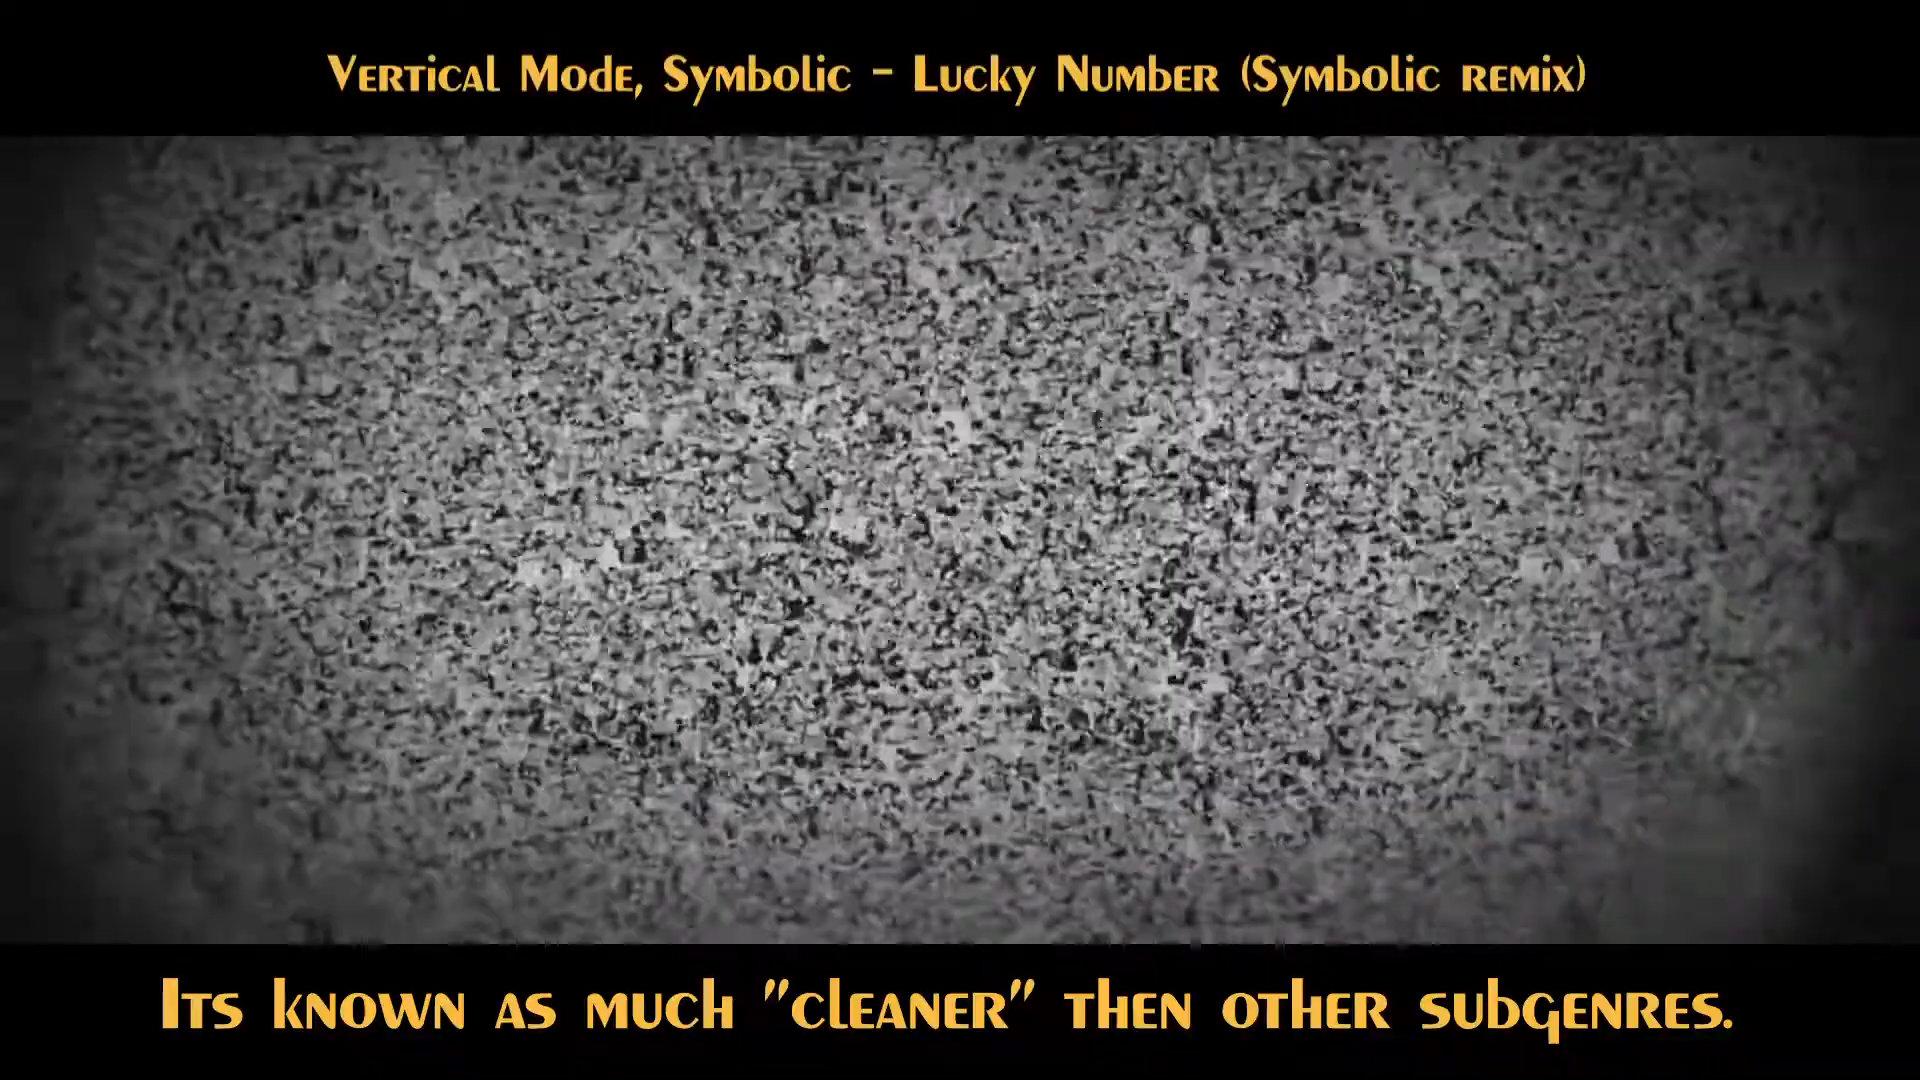 Vertical Mode, Symbolic - Lucky Number (Symbolic remix)
Its known as much "cleaner" then other subgenres.